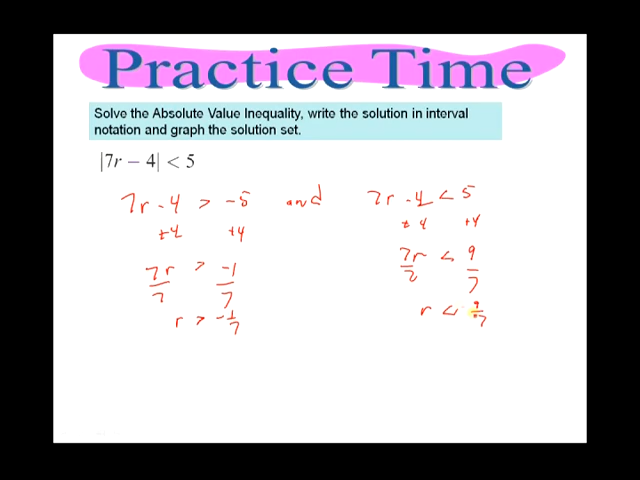 Practice Time
Solve the Absolute Value Inequality, write the solution in interval
notation and graph the solution set.
|7r − 4| < 5
7r - 4 > -5 and 7r - 4 < 5
+4 +4 +4 +4
7r/7 > -1/7 7r/7 < 9/7
r > -1/7 r < 9/7